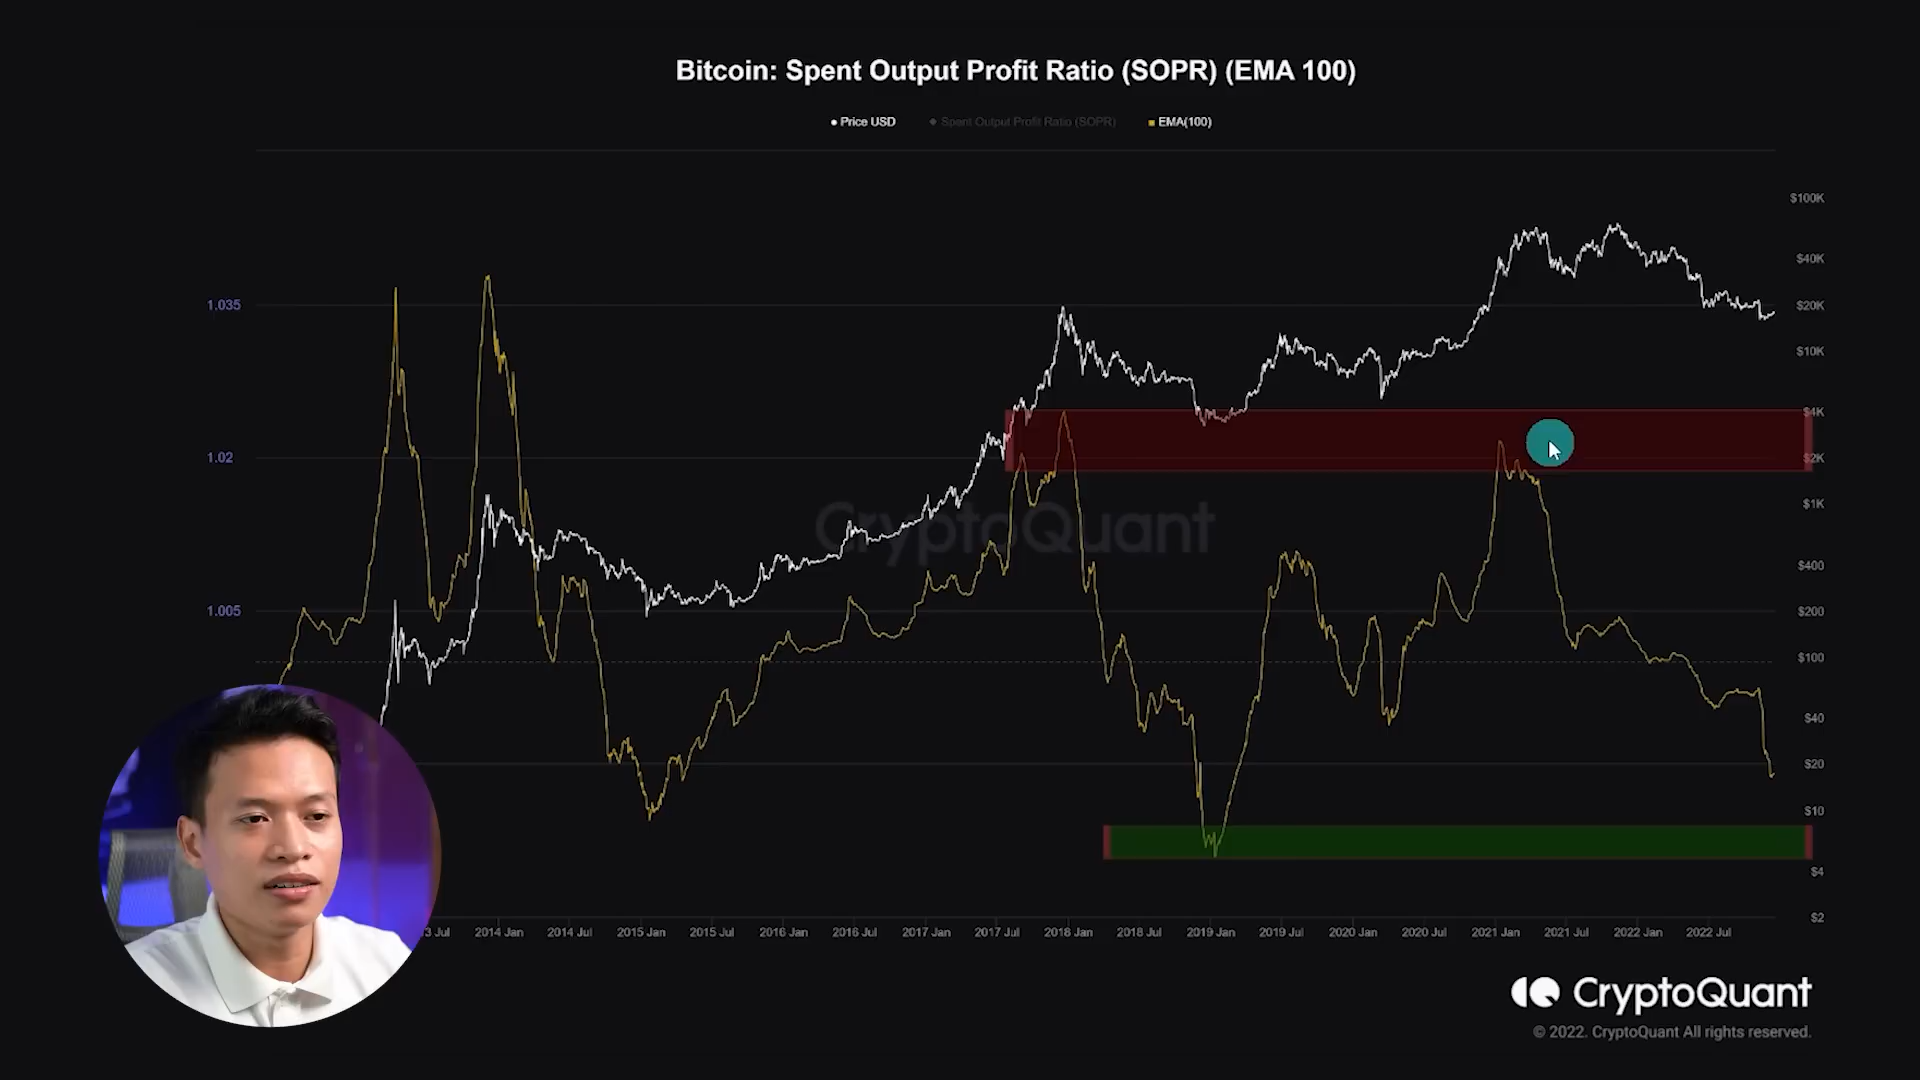 Bitcoin: Spent Output Profit Ratio (SOPR) (EMA 100)
Price USD Spent Output Profit Ratio (SOPR) EMA(100)
$100K
$40K
1.035 $20K
$10K
$4K
1.02 $2K
CryptoQuant
$1K
$400
1.005 $200
$100
$40
$20
$10
$4
$2
3 Jul 2014 Jan 2014 Jul 2015 Jan 2015 Jul 2016 Jan 2016 Jul 2017 Jan 2017 Jul 2018 Jan 2018 Jul 2019 Jan 2019 Jul 2020 Jan 2020 Jul 2021 Jan 2021 Jul 2022 Jan 2022 Jul
CryptoQuant
© 2022. CryptoQuant All rights reserved.